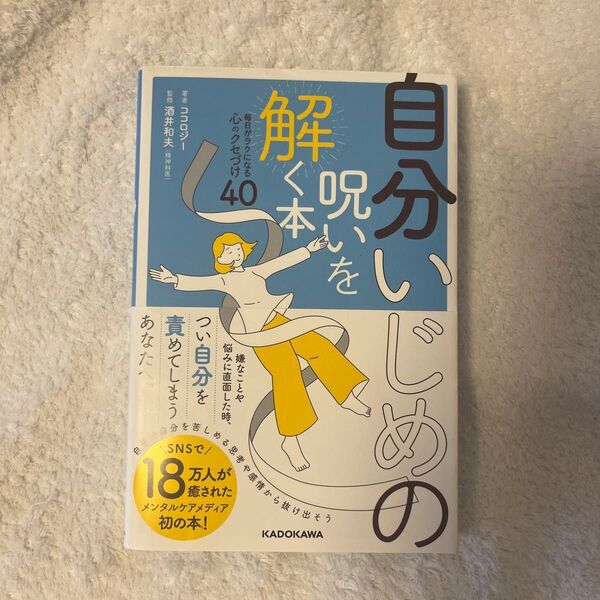 自分いじめの
呪いを
解く本
毎日がラクになる
心のクセづけ40
著者 ココロジー
監修 酒井和夫（精神科医）
嫌なことや
悩みに直面した時、
つい自分を
責めてしまう
あなたへ
自分を苦しめる思考や感情から抜け出そう
SNSで
18万人が
癒された
メンタルケアメディア
初の本！
KADOKAWA